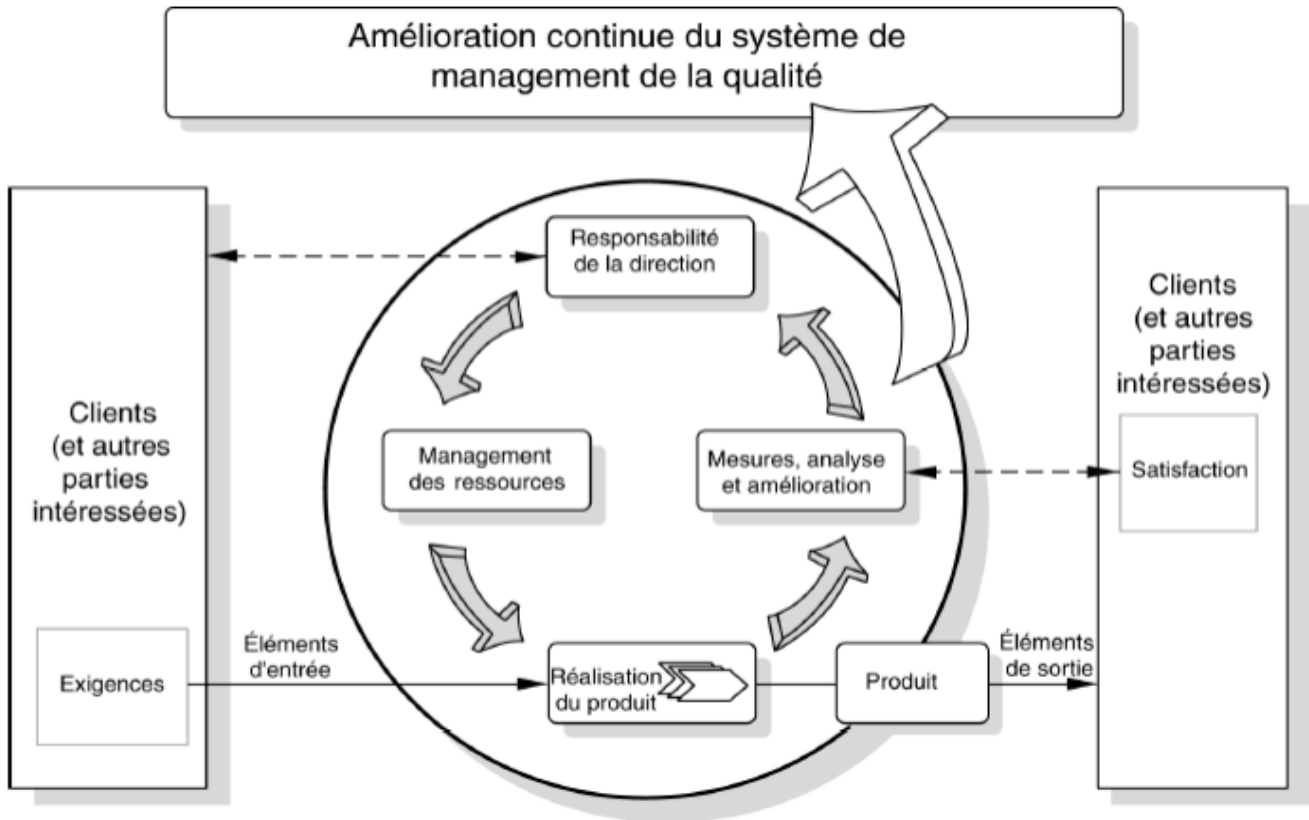 Amélioration continue du système de
management de la qualité
Responsabilité
de la direction
Clients
(et autres
parties
intéressées)
Clients
(et autres
parties
intéressées)
Management
des ressources
Mesures, analyse
et amélioration
Satisfaction
Exigences
Éléments
d'entrée
Réalisation
du produit
Produit
Éléments
de sortie